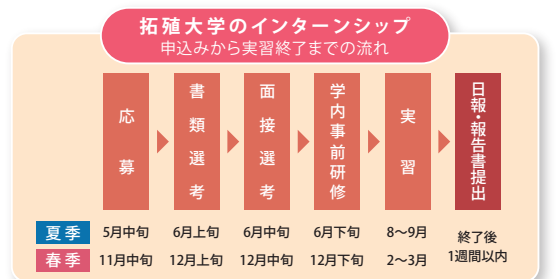 拓殖大学のインターンシップ
申込みから実習終了までの流れ
応募
書類選考
面接選考
学内事前研修
実習
日報・報告書提出
夏季 5月中旬 6月上旬 6月中旬 6月下旬 8〜9月
春季 11月中旬 12月上旬 12月中旬 12月下旬 2〜3月
終了後
1週間以内